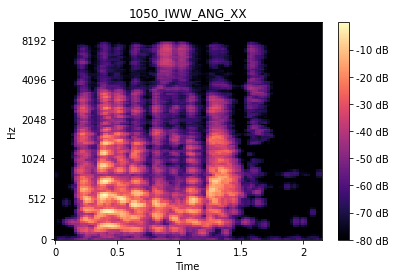 1050_IWW_ANG_XX
8192
4096
2048
1024
512
0
Hz
0
0.5
1
1.5
2
Time
-10 dB
-20 dB
-30 dB
-40 dB
-50 dB
-60 dB
-70 dB
-80 dB